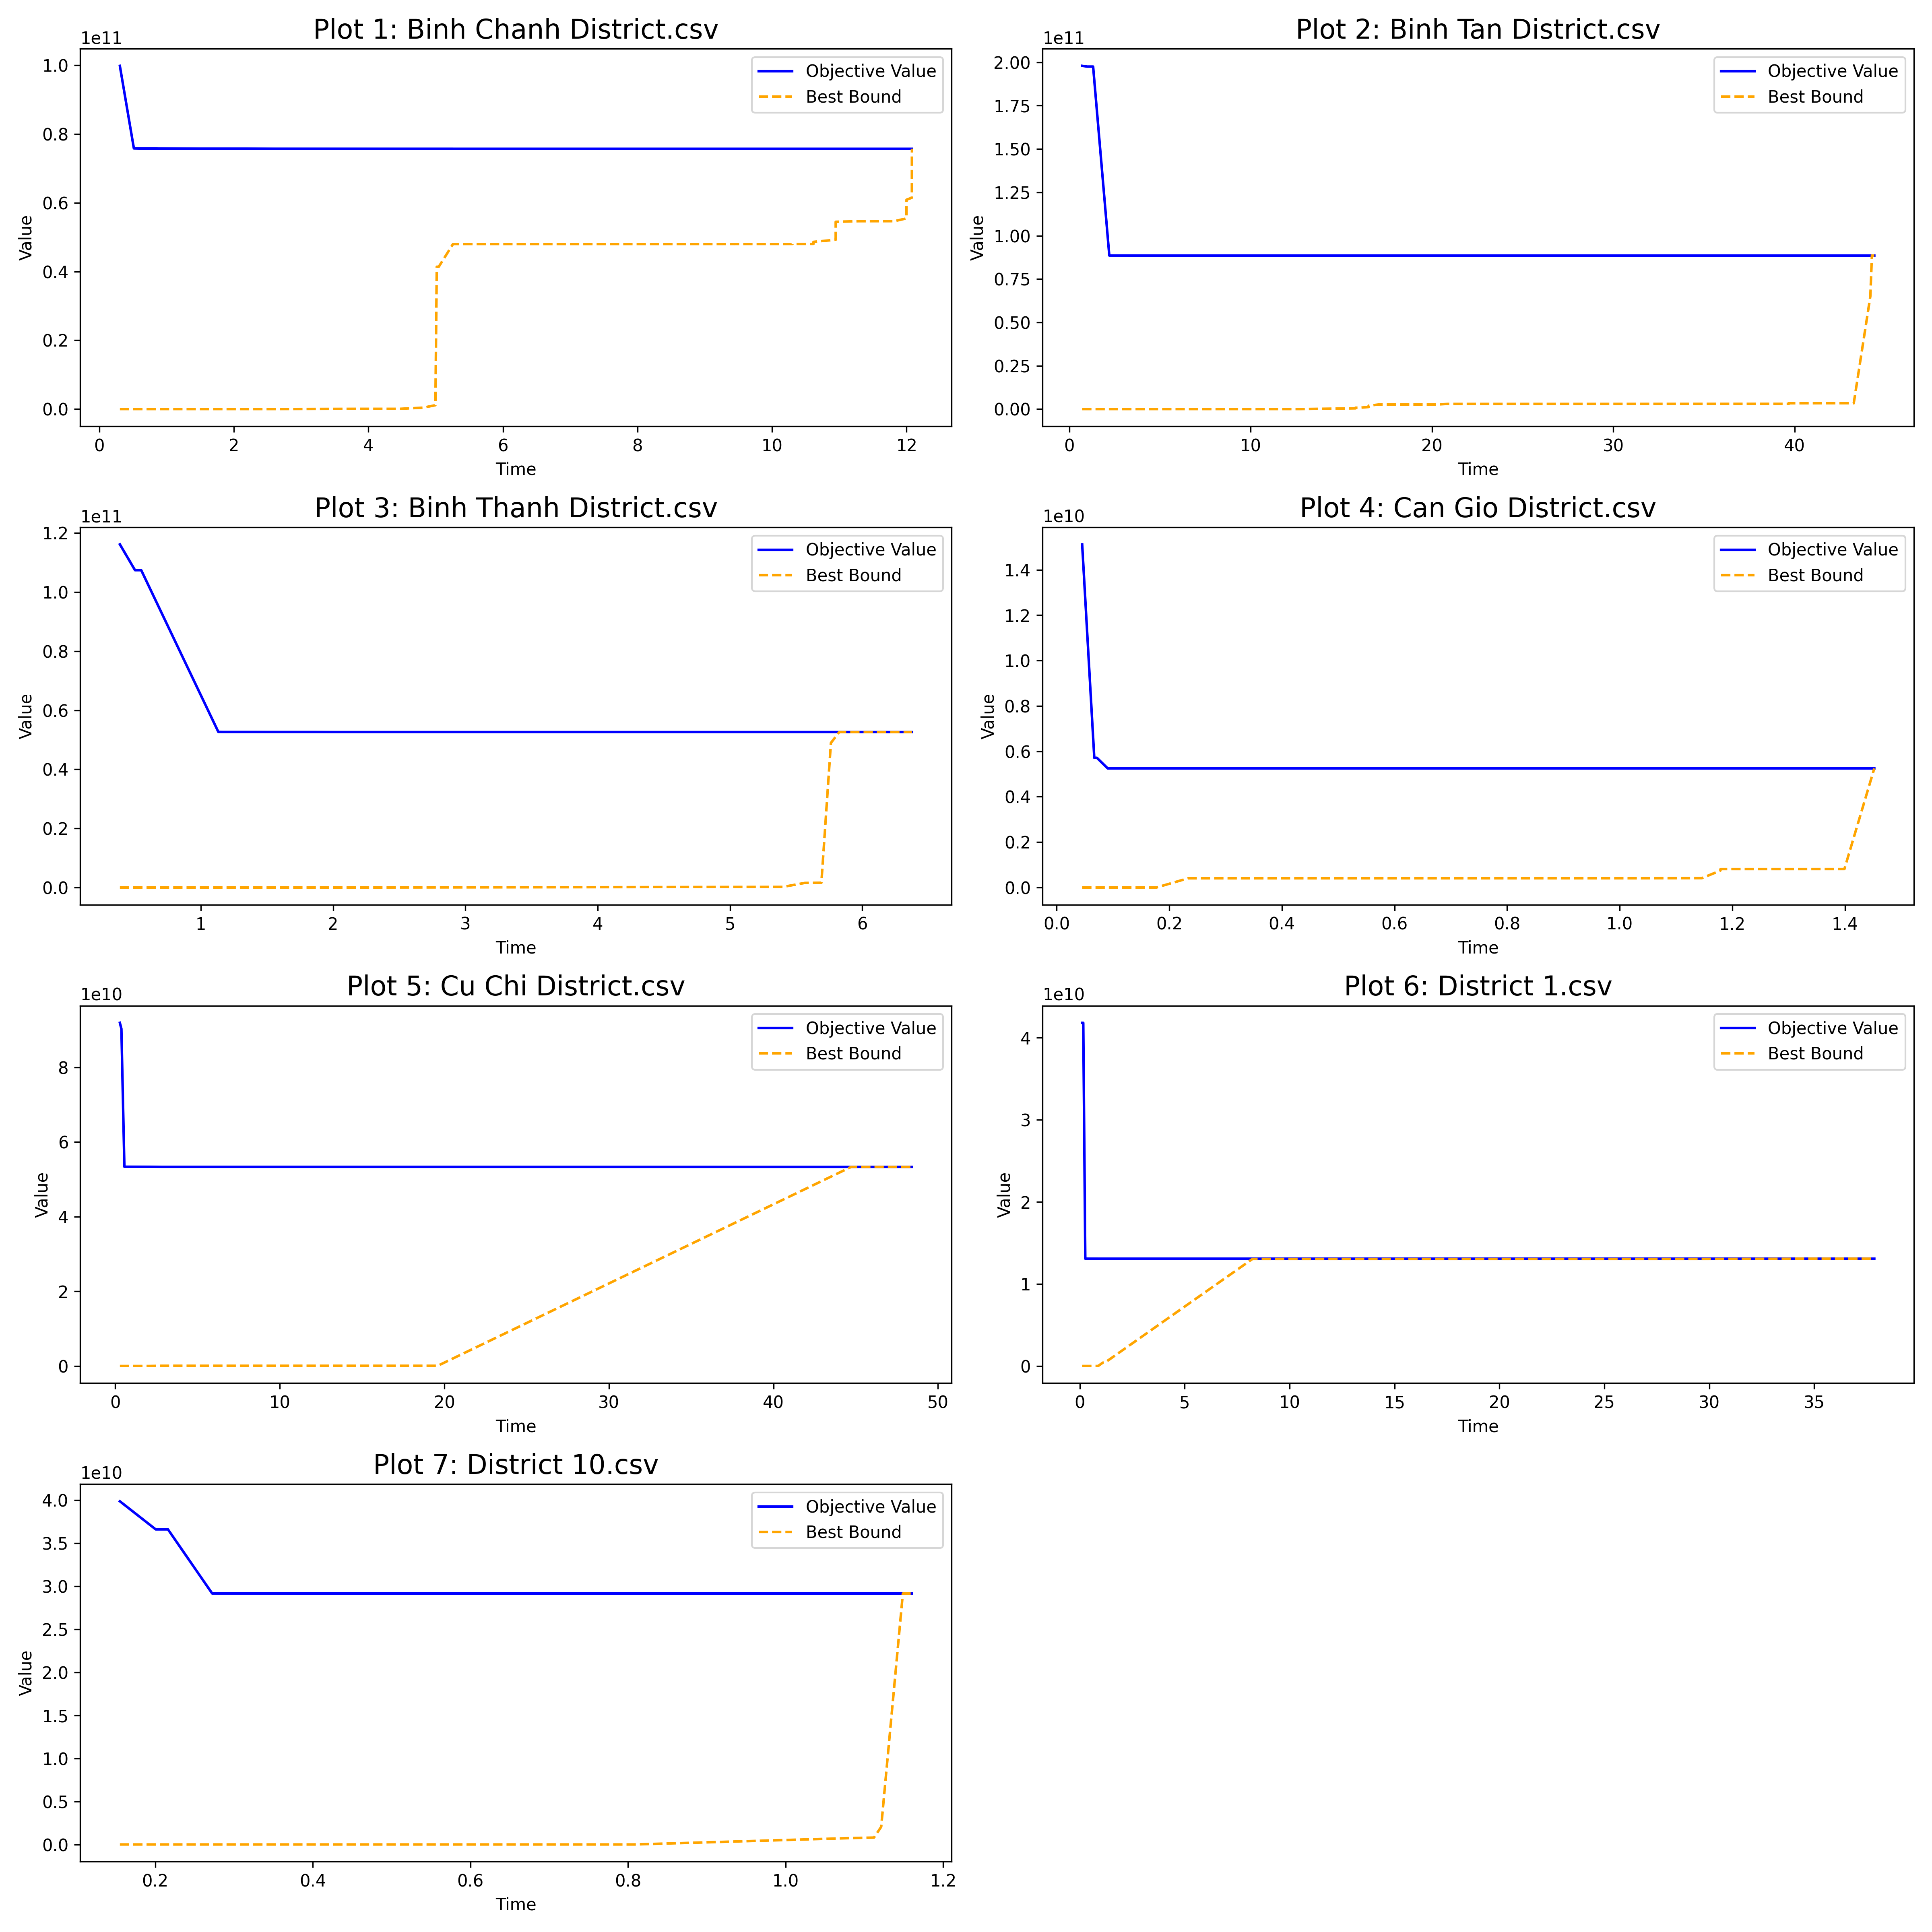 Plot 1: Binh Chanh District.csv
1e11
Value
1.0
0.8
0.6
0.4
0.2
0.0
Objective Value
Best Bound
0 2 4 6 8 10 12
Time
Plot 2: Binh Tan District.csv
1e11
Value
2.00
1.75
1.50
1.25
1.00
0.75
0.50
0.25
0.00
Objective Value
Best Bound
0 10 20 30 40
Time
Plot 3: Binh Thanh District.csv
1e11
Value
1.2
1.0
0.8
0.6
0.4
0.2
0.0
Objective Value
Best Bound
1 2 3 4 5 6
Time
Plot 4: Can Gio District.csv
1e10
Value
1.4
1.2
1.0
0.8
0.6
0.4
0.2
0.0
Objective Value
Best Bound
0.0 0.2 0.4 0.6 0.8 1.0 1.2 1.4
Time
Plot 5: Cu Chi District.csv
1e10
Value
8
6
4
2
0
Objective Value
Best Bound
0 10 20 30 40 50
Time
Plot 6: District 1.csv
1e10
Value
4
3
2
1
0
Objective Value
Best Bound
0 5 10 15 20 25 30 35
Time
Plot 7: District 10.csv
1e10
Value
4.0
3.5
3.0
2.5
2.0
1.5
1.0
0.5
0.0
Objective Value
Best Bound
0.2 0.4 0.6 0.8 1.0 1.2
Time